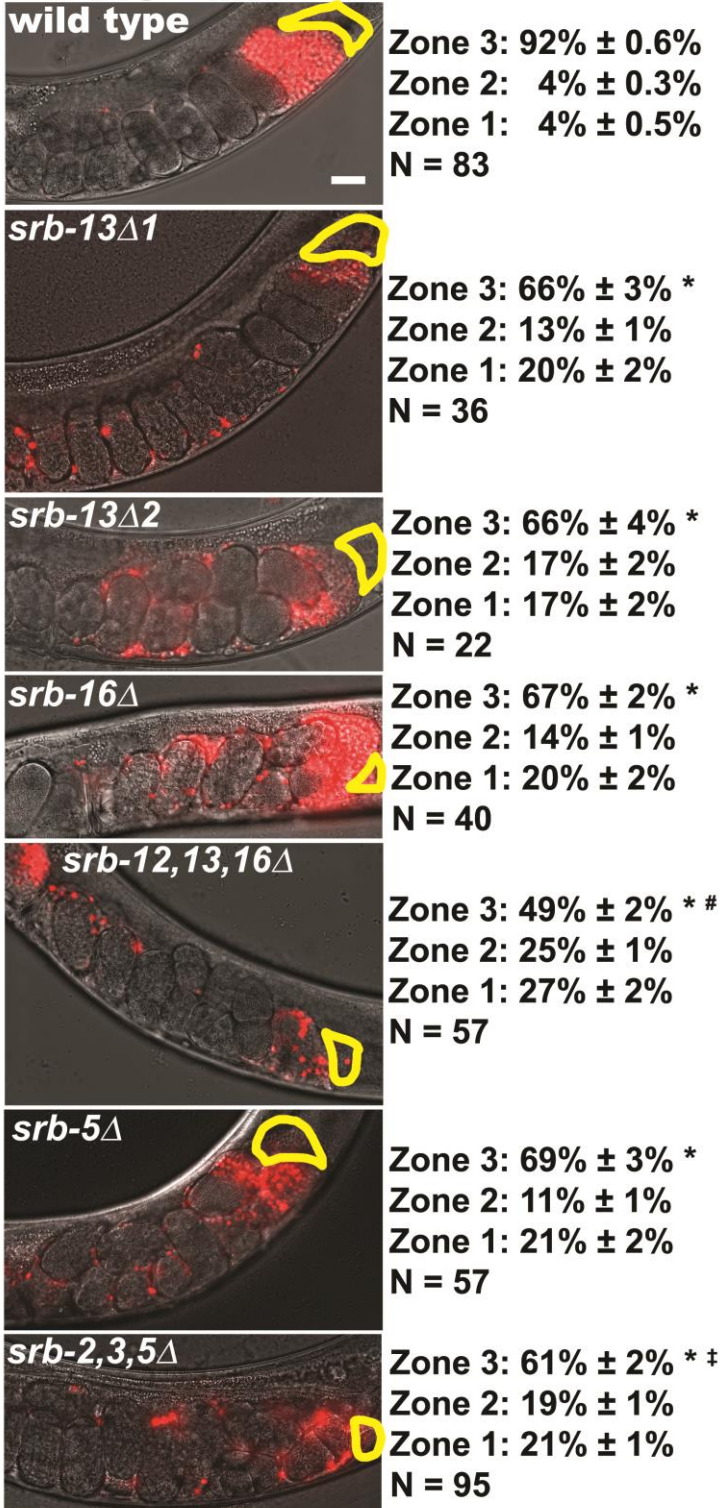 wild type
Zone 3: 92% ± 0.6%
Zone 2: 4% ± 0.3%
Zone 1: 4% ± 0.5%
N = 83
srb-13Δ1
Zone 3: 66% ± 3% *
Zone 2: 13% ± 1%
Zone 1: 20% ± 2%
N = 36
srb-13Δ2
Zone 3: 66% ± 4% *
Zone 2: 17% ± 2%
Zone 1: 17% ± 2%
N = 22
srb-16Δ
Zone 3: 67% ± 2% *
Zone 2: 14% ± 1%
Zone 1: 20% ± 2%
N = 40
srb-12,13,16Δ
Zone 3: 49% ± 2% * #
Zone 2: 25% ± 1%
Zone 1: 27% ± 2%
N = 57
srb-5Δ
Zone 3: 69% ± 3% *
Zone 2: 11% ± 1%
Zone 1: 21% ± 2%
N = 57
srb-2,3,5Δ
Zone 3: 61% ± 2% * ‡
Zone 2: 19% ± 1%
Zone 1: 21% ± 1%
N = 95